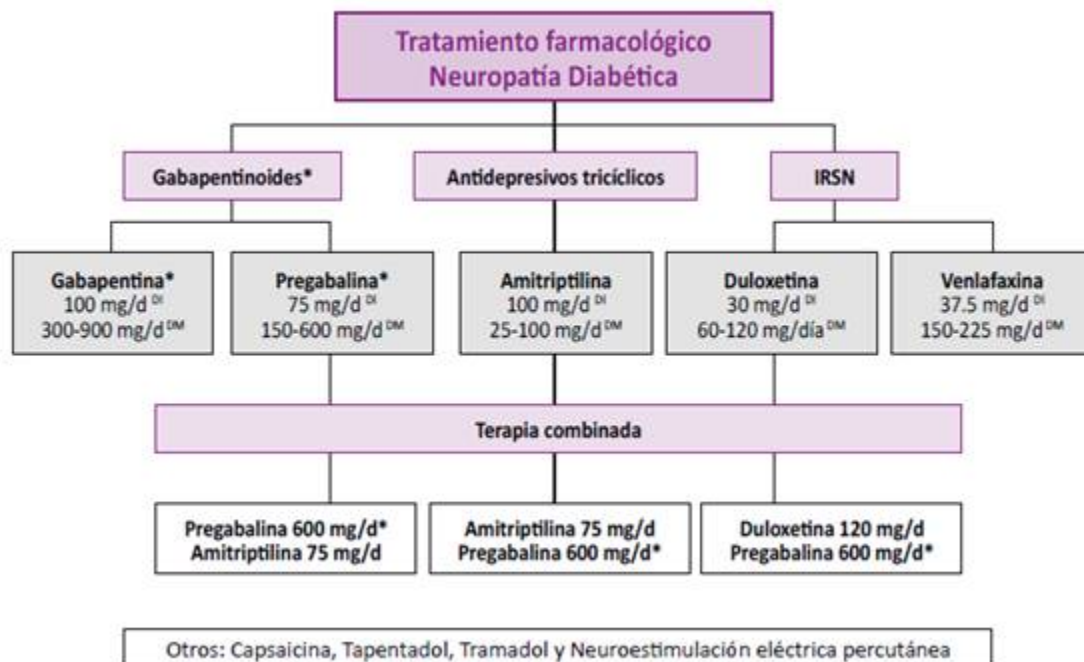 Tratamiento farmacológico
Neuropatía Diabética
Gabapentinoides*
Antidepresivos tricíclicos
IRSN
Gabapentina*
100 mg/d DI
300-900 mg/d DM
Pregabalina*
75 mg/d DI
150-600 mg/d DM
Amitriptilina
100 mg/d DI
25-100 mg/d DM
Duloxetina
30 mg/d DI
60-120 mg/día DM
Venlafaxina
37.5 mg/d DI
150-225 mg/d DM
Terapia combinada
Pregabalina 600 mg/d*
Amitriptilina 75 mg/d
Amitriptilina 75 mg/d
Pregabalina 600 mg/d*
Duloxetina 120 mg/d
Pregabalina 600 mg/d*
Otros: Capsaicina, Tapentadol, Tramadol y Neuroestimulación eléctrica percutánea